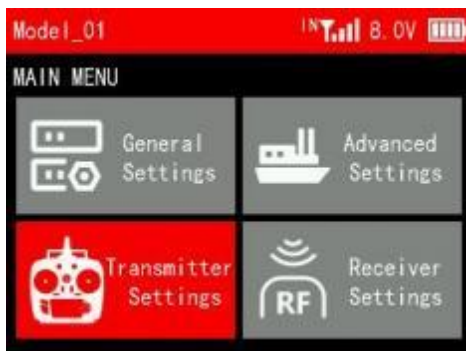 Model_01 IN 8.0V
MAIN MENU
General
Settings
Advanced
Settings
Transmitter
Settings
RF
Receiver
Settings